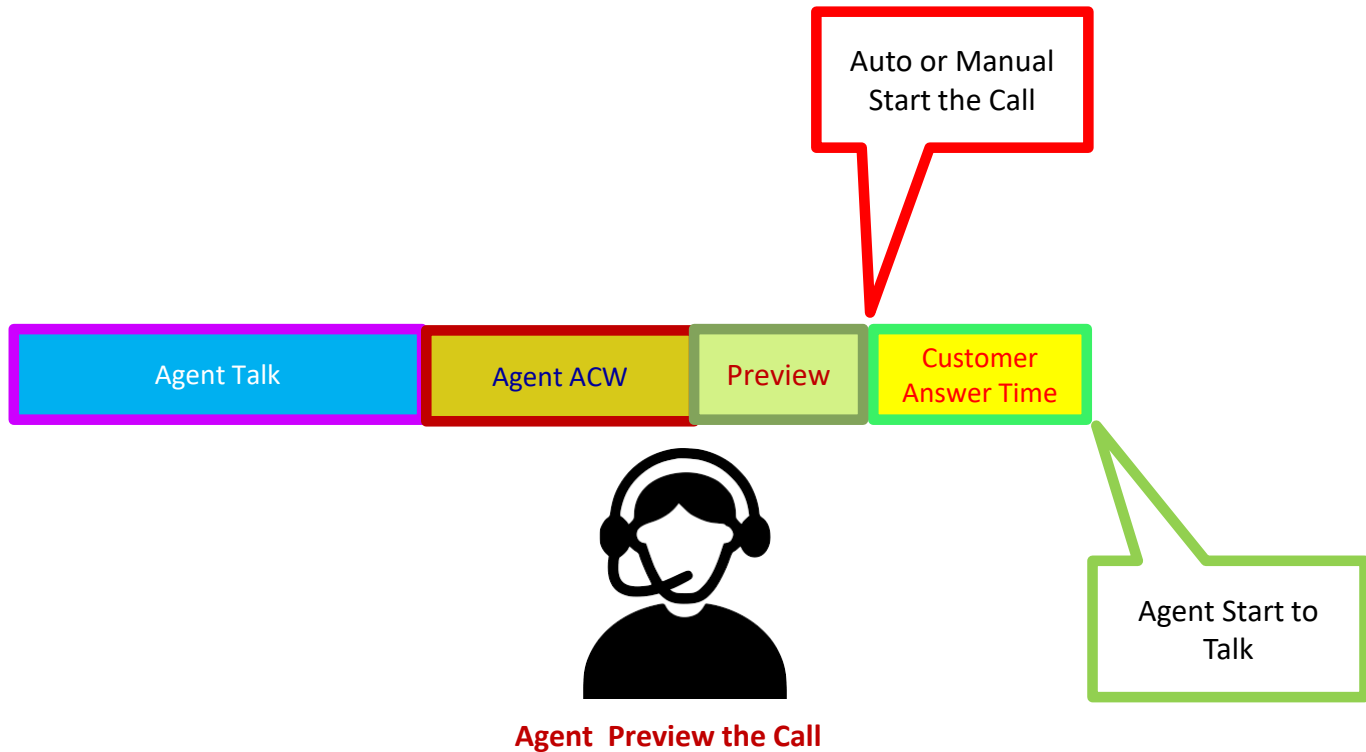 Auto or Manual
Start the Call
Agent Talk
Agent ACW
Preview
Customer
Answer Time
Agent Start to
Talk
Agent  Preview the Call